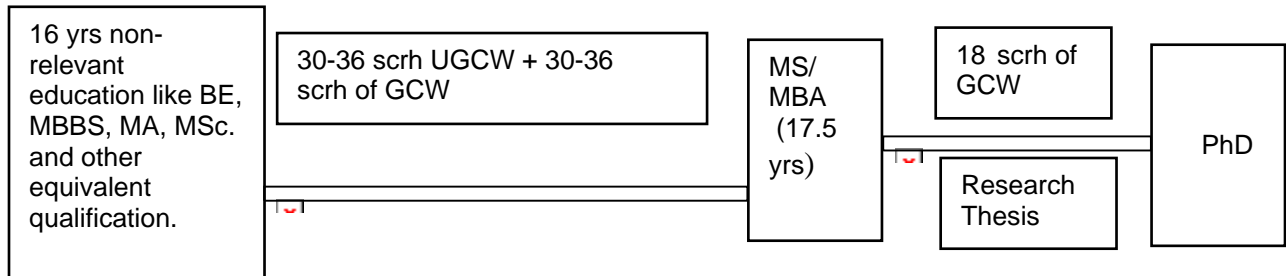 16 yrs non-
relevant
education like BE,
MBBS, MA, MSc.
and other
equivalent
qualification.
30-36 scrh UGCW + 30-36
scrh of GCW
MS/
MBA
(17.5
yrs)
18 scrh of
GCW
Research
Thesis
PhD